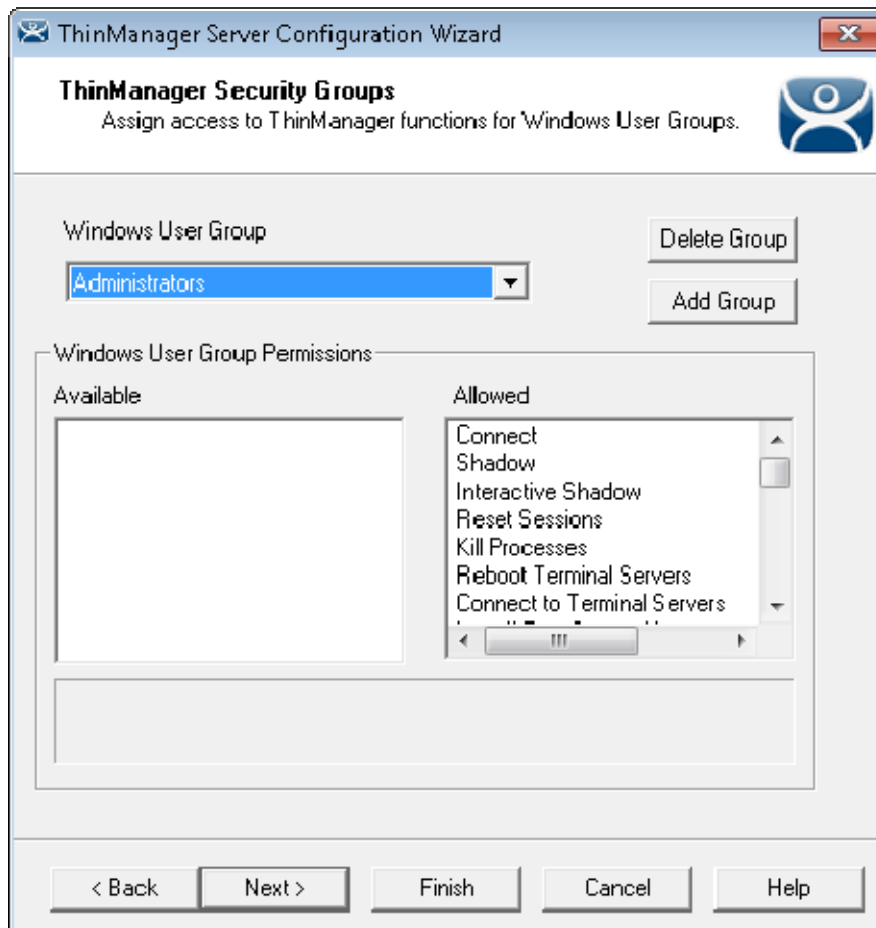 ThinManager Server Configuration Wizard
ThinManager Security Groups
Assign access to ThinManager functions for Windows User Groups.
Windows User Group
Delete Group
Administrators
Add Group
Windows User Group Permissions
Available
Allowed
Connect
Shadow
Interactive Shadow
Reset Sessions
Kill Processes
Reboot Terminal Servers
Connect to Terminal Servers
< Back
Next >
Finish
Cancel
Help